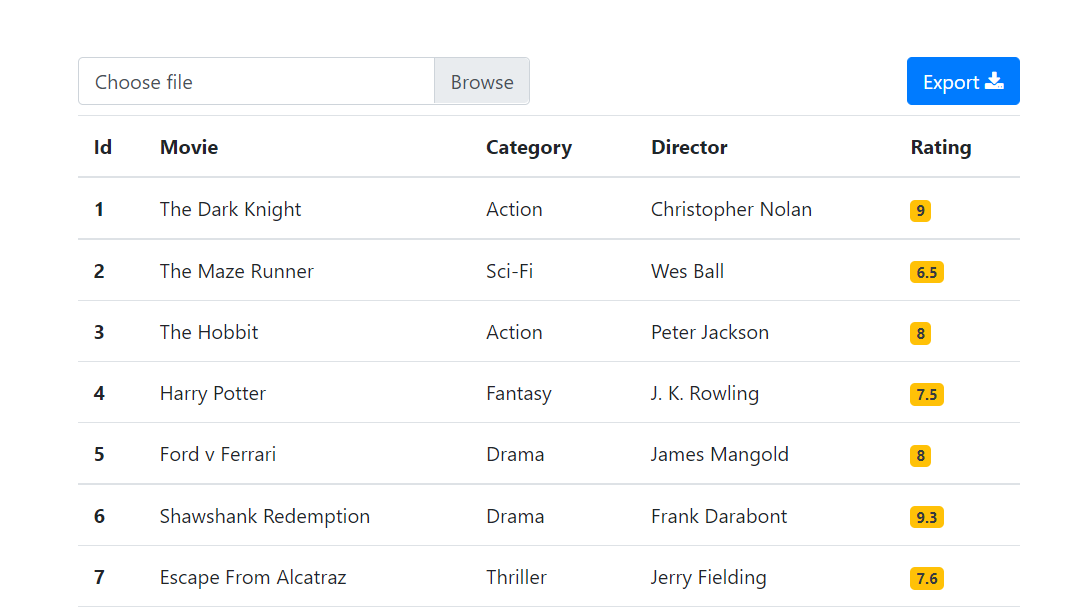 Choose file Browse Export
Id Movie Category Director Rating
1 The Dark Knight Action Christopher Nolan 9
2 The Maze Runner Sci-Fi Wes Ball 6.5
3 The Hobbit Action Peter Jackson 8
4 Harry Potter Fantasy J. K. Rowling 7.5
5 Ford v Ferrari Drama James Mangold 8
6 Shawshank Redemption Drama Frank Darabont 9.3
7 Escape From Alcatraz Thriller Jerry Fielding 7.6